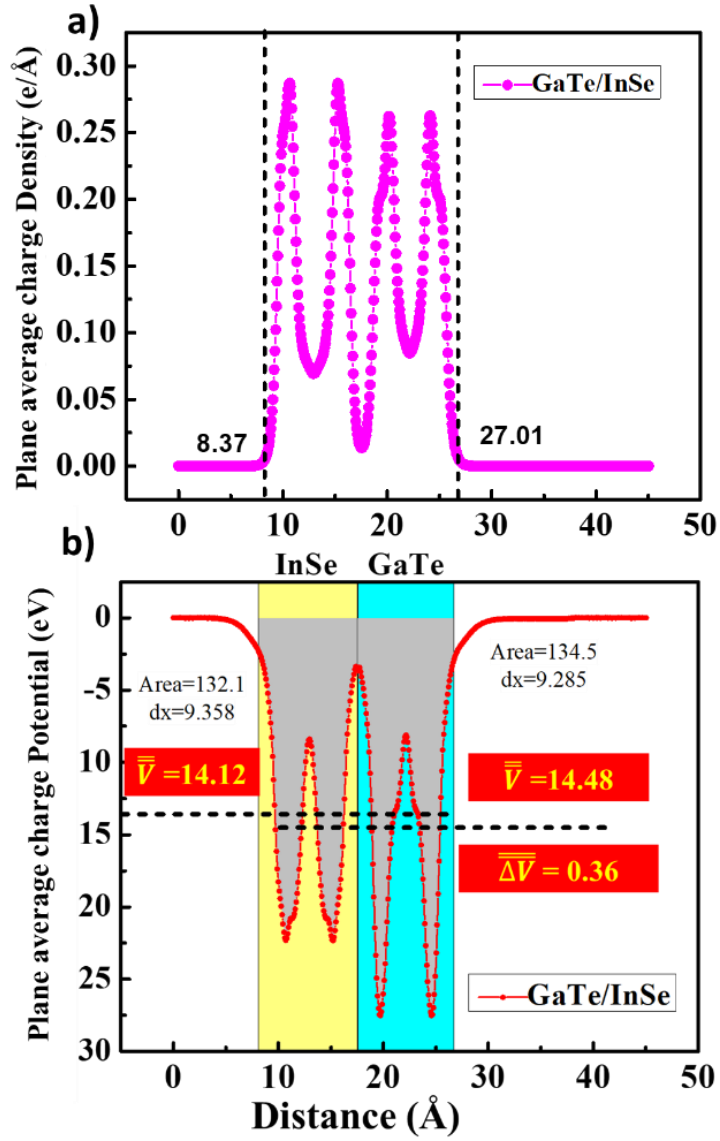 a)
Plane average charge Density (e/Å)
0.30
0.25
0.20
0.15
0.10
0.05
0.00
GaTe/InSe
8.37
27.01
0 10 20 30 40 50
b)
InSe GaTe
Plane average charge Potential (eV)
0
−5
10
15
20
25
30
Area=132.1
dx=9.358
Area=134.5
dx=9.285
V̿ =14.12
V̿ =14.48
Δ̿V̿ = 0.36
GaTe/InSe
0 10 20 30 40 50
Distance (Å)